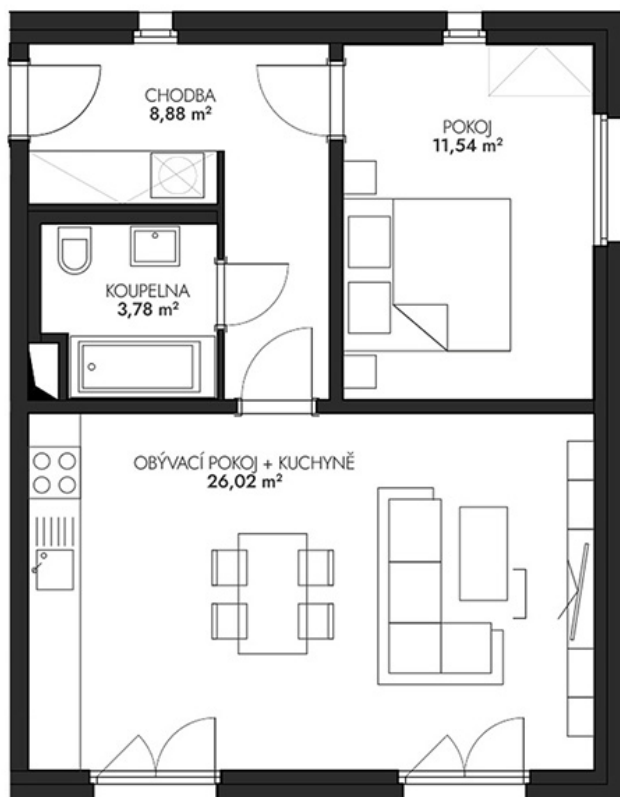 CHODBA
8,88 m²
POKOJ
11,54 m²
KOUPELNA
3,78 m²
OBÝVACÍ POKOJ + KUCHYNĚ
26,02 m²